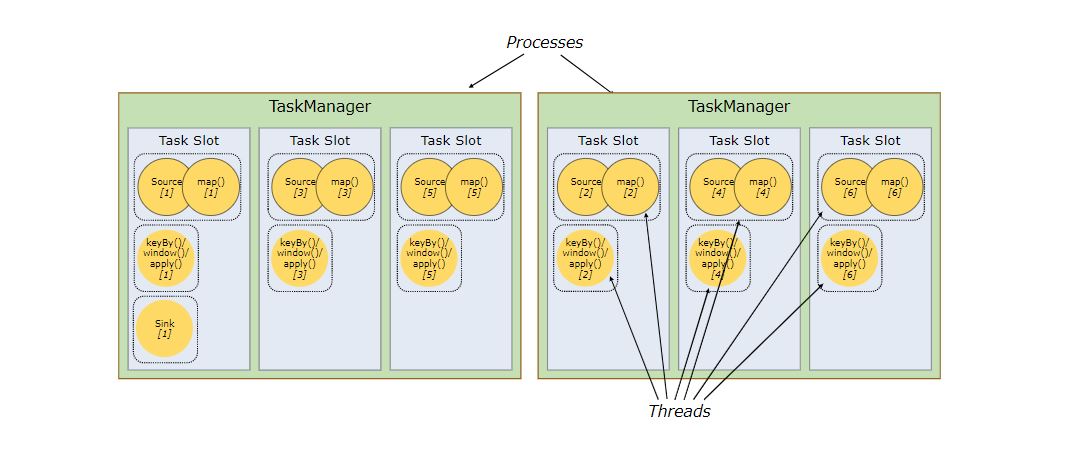 Processes
TaskManager
Task Slot
Source
[1]
map()
[1]
keyBy()/
window()/
apply()
[1]
Sink
[1]
Task Slot
Source
[3]
map()
[3]
keyBy()/
window()/
apply()
[3]
Task Slot
Source
[5]
map()
[5]
keyBy()/
window()/
apply()
[5]
TaskManager
Task Slot
Source
[2]
map()
[2]
keyBy()/
window()/
apply()
[2]
Task Slot
Source
[4]
map()
[4]
keyBy()/
window()/
apply()
[4]
Task Slot
Source
[6]
map()
[6]
keyBy()/
window()/
apply()
[6]
Threads